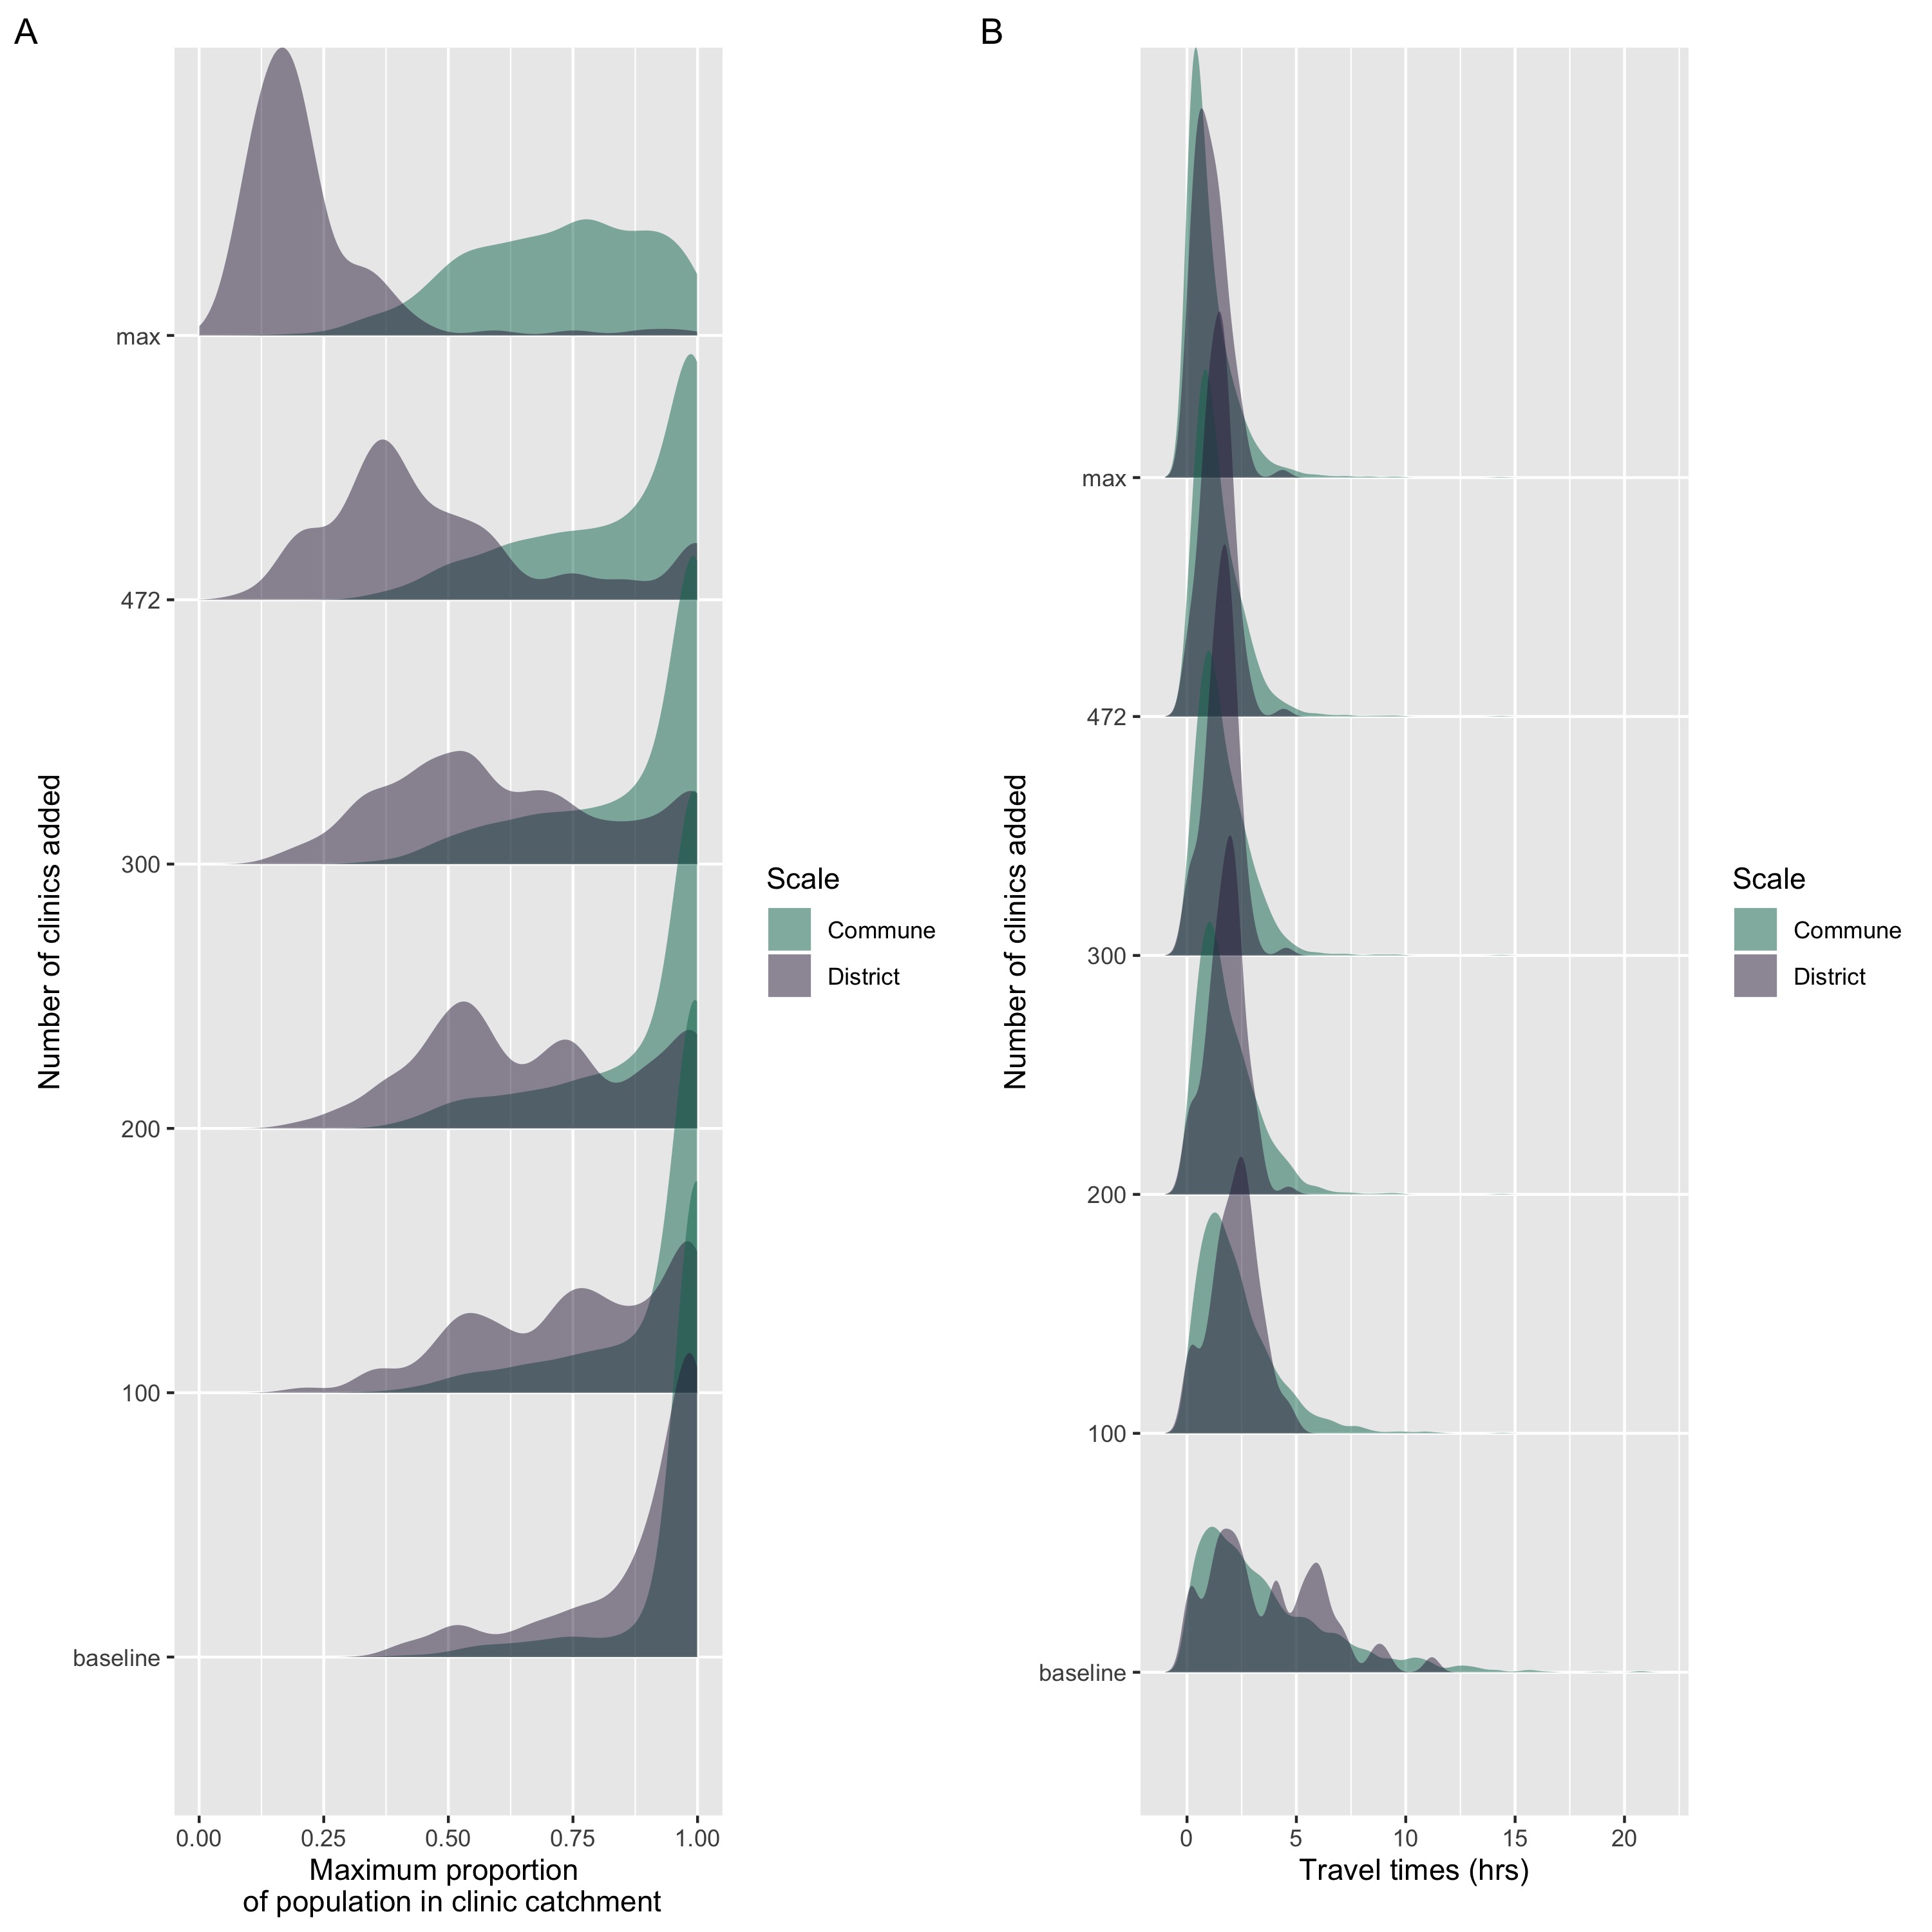 A
Number of clinics added
max
472
300
200
100
baseline
0.00 0.25 0.50 0.75 1.00
Maximum proportion
of population in clinic catchment
Scale
Commune
District
B
Number of clinics added
max
472
300
200
100
baseline
0 5 10 15 20
Travel times (hrs)
Scale
Commune
District